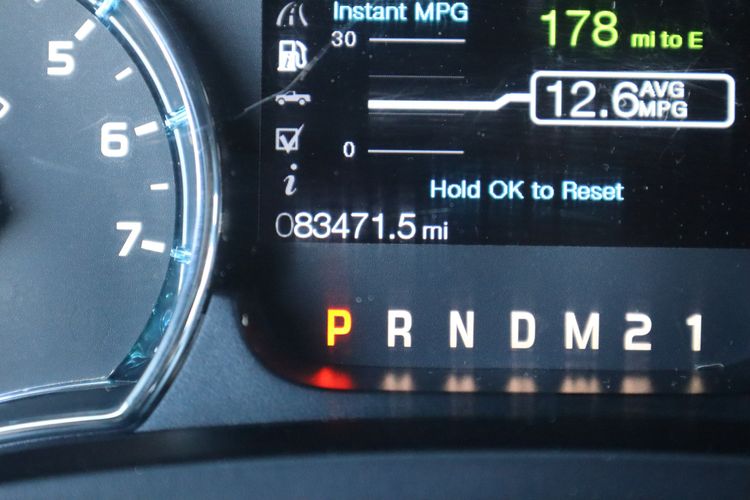 Instant MPG
30
178 mi to E
12.6 AVG MPG
0
Hold OK to Reset
083471.5 mi
5
6
7
P R N D M 2 1